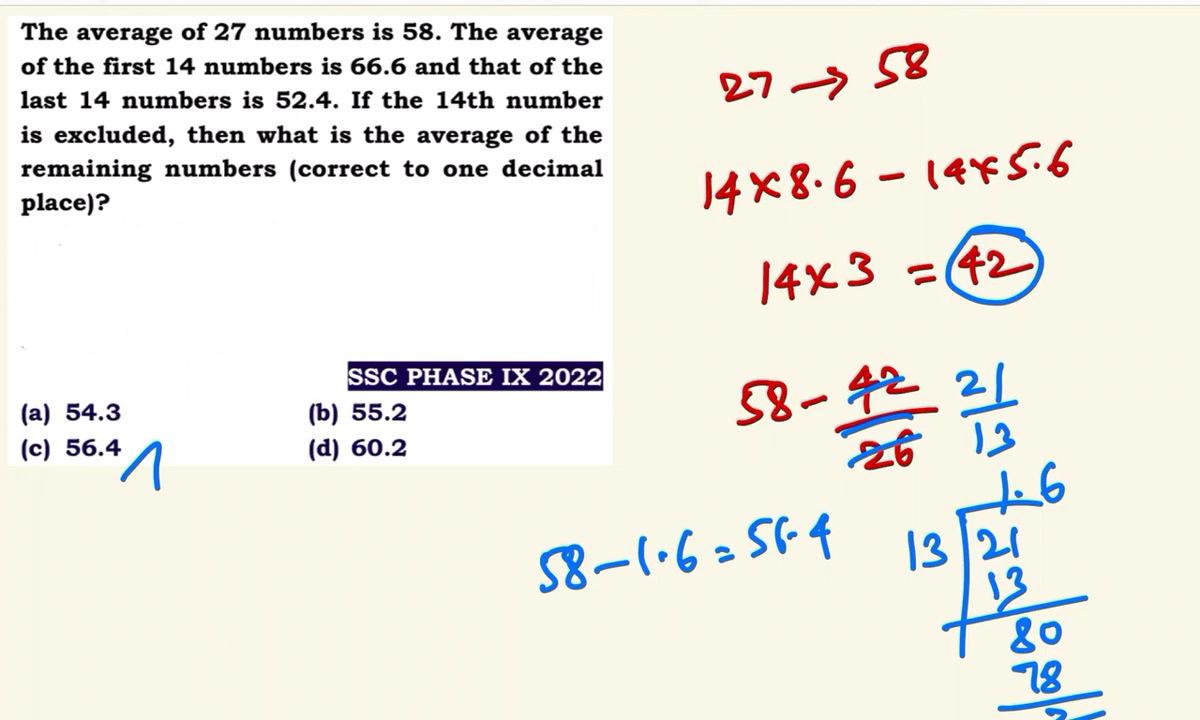 The average of 27 numbers is 58. The average
of the first 14 numbers is 66.6 and that of the
last 14 numbers is 52.4. If the 14th number
is excluded, then what is the average of the
remaining numbers (correct to one decimal
place)?
SSC PHASE IX 2022
(a) 54.3 (b) 55.2
(c) 56.4 (d) 60.2
27 → 58
14×8.6 - 14×5.6
14×3 = 42
58 - 42/26 21/13
58-1.6=56.4
1.6
13 21
13
80
78